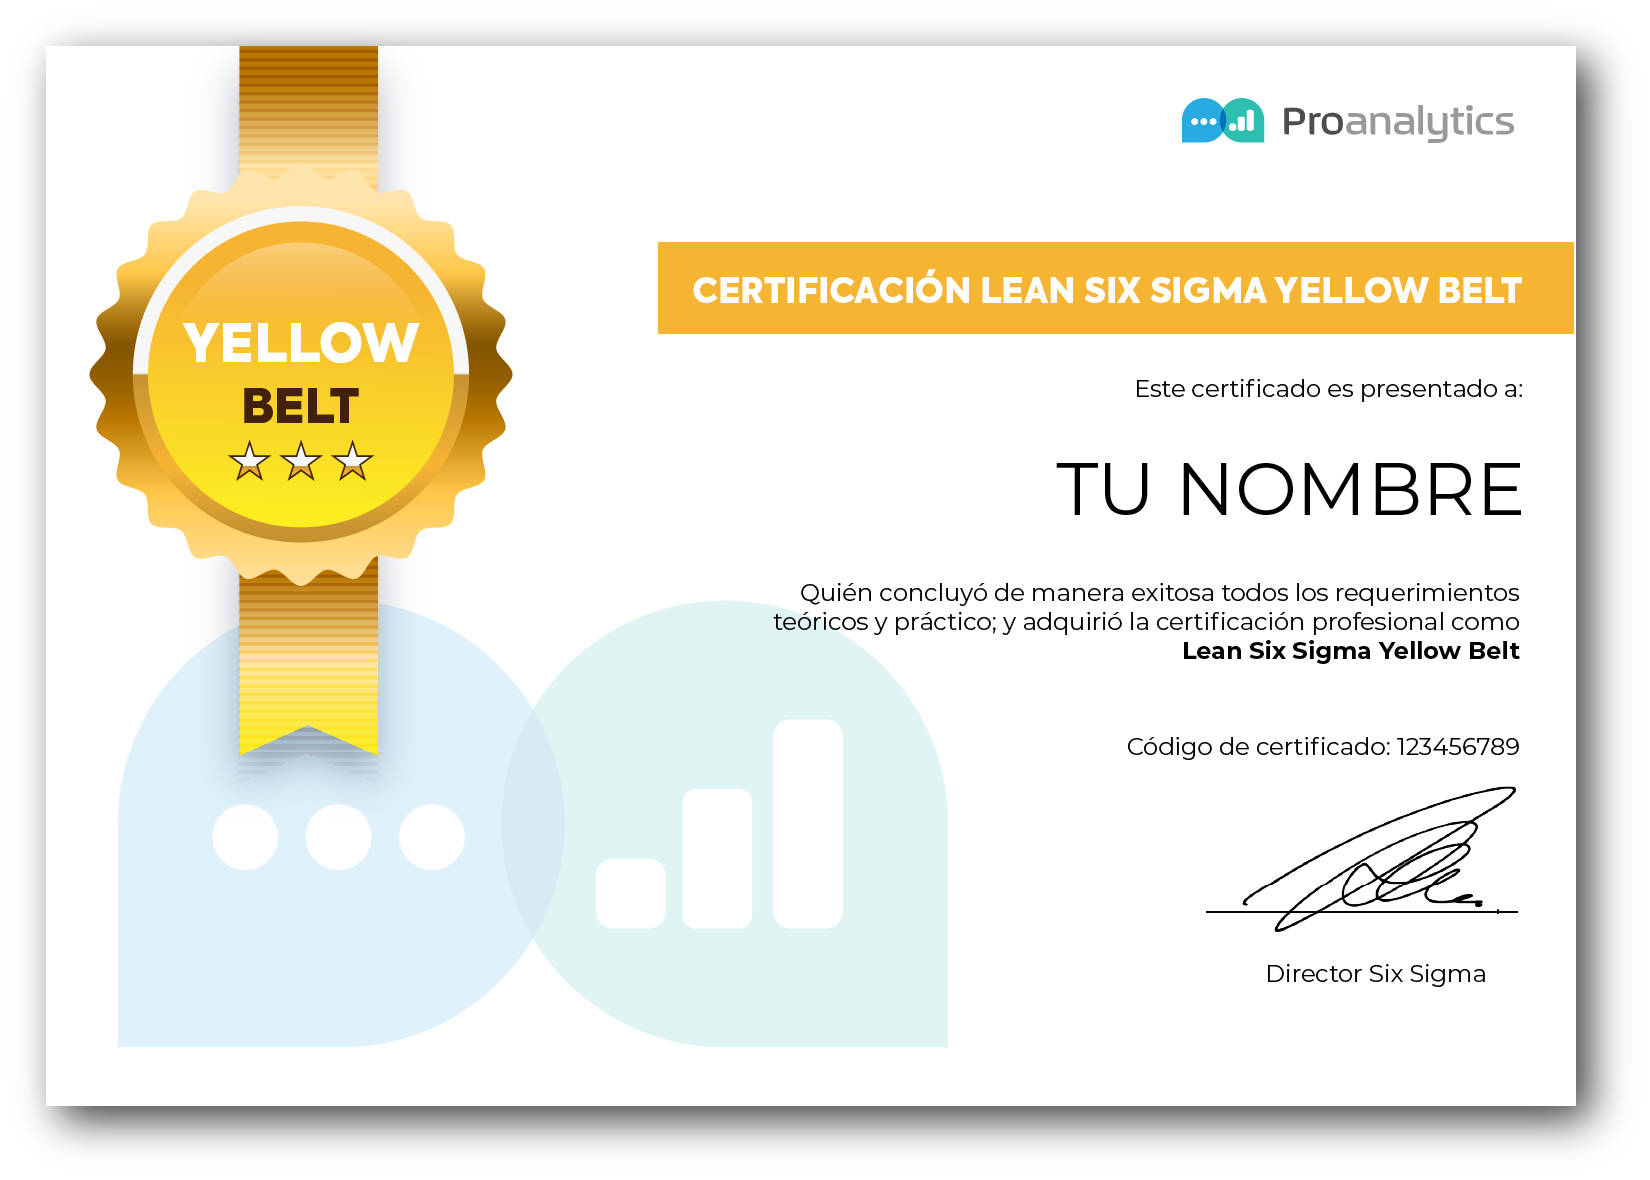 Proanalytics
YELLOW
BELT
CERTIFICACIÓN LEAN SIX SIGMA YELLOW BELT
Este certificado es presentado a:
TU NOMBRE
Quién concluyó de manera exitosa todos los requerimientos
teóricos y práctico; y adquirió la certificación profesional como
Lean Six Sigma Yellow Belt
Código de certificado: 123456789
Director Six Sigma